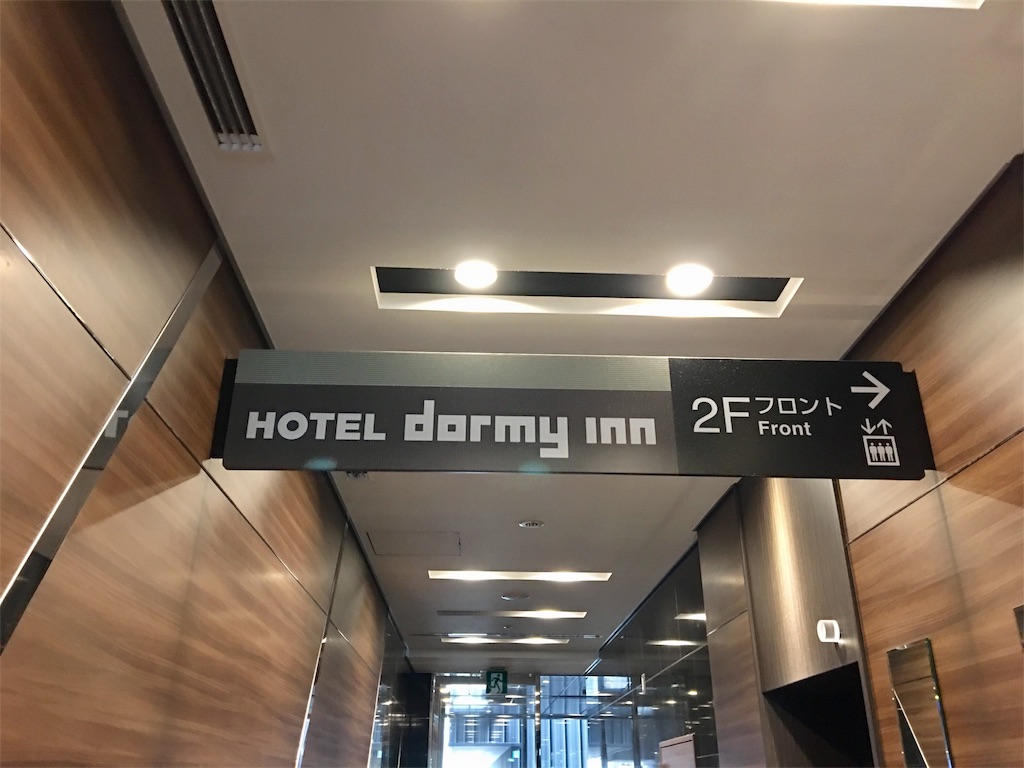 HOTEL dormy inn
2F フロント
Front